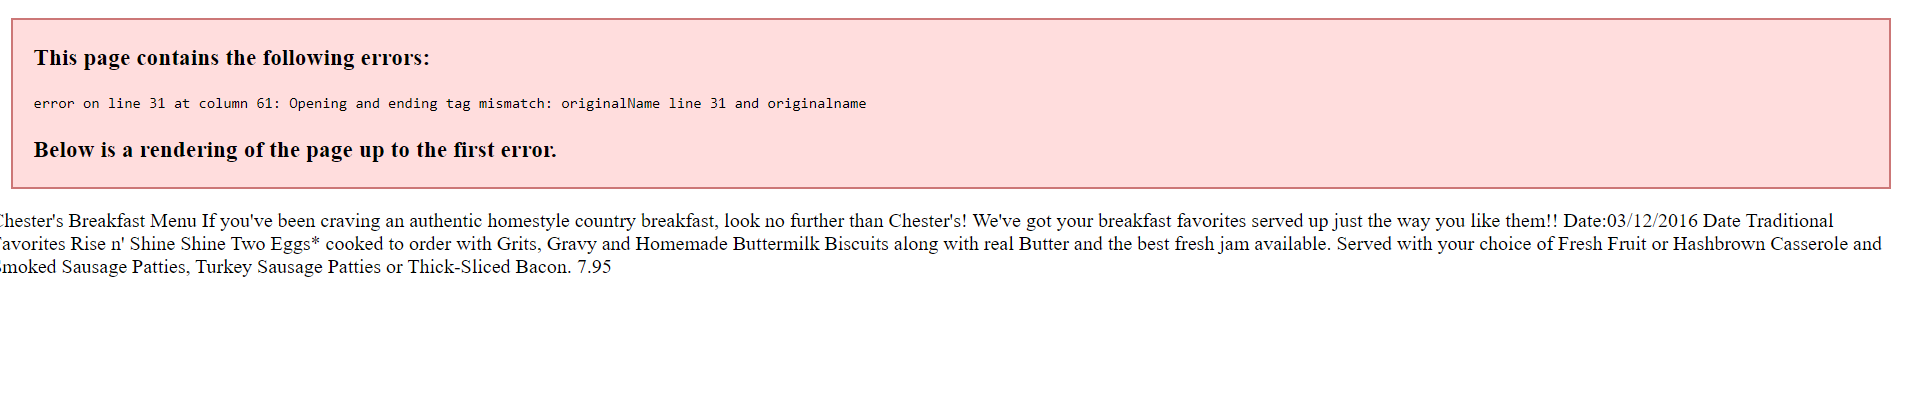 This page contains the following errors:
error on line 31 at column 61: Opening and ending tag mismatch: originalName line 31 and originalname
Below is a rendering of the page up to the first error.
Chester's Breakfast Menu If you've been craving an authentic homestyle country breakfast, look no further than Chester's! We've got your breakfast favorites served up just the way you like them!! Date:03/12/2016 Date Traditional
Favorites Rise n' Shine Shine Two Eggs* cooked to order with Grits, Gravy and Homemade Buttermilk Biscuits along with real Butter and the best fresh jam available. Served with your choice of Fresh Fruit or Hashbrown Casserole and
Smoked Sausage Patties, Turkey Sausage Patties or Thick-Sliced Bacon. 7.95